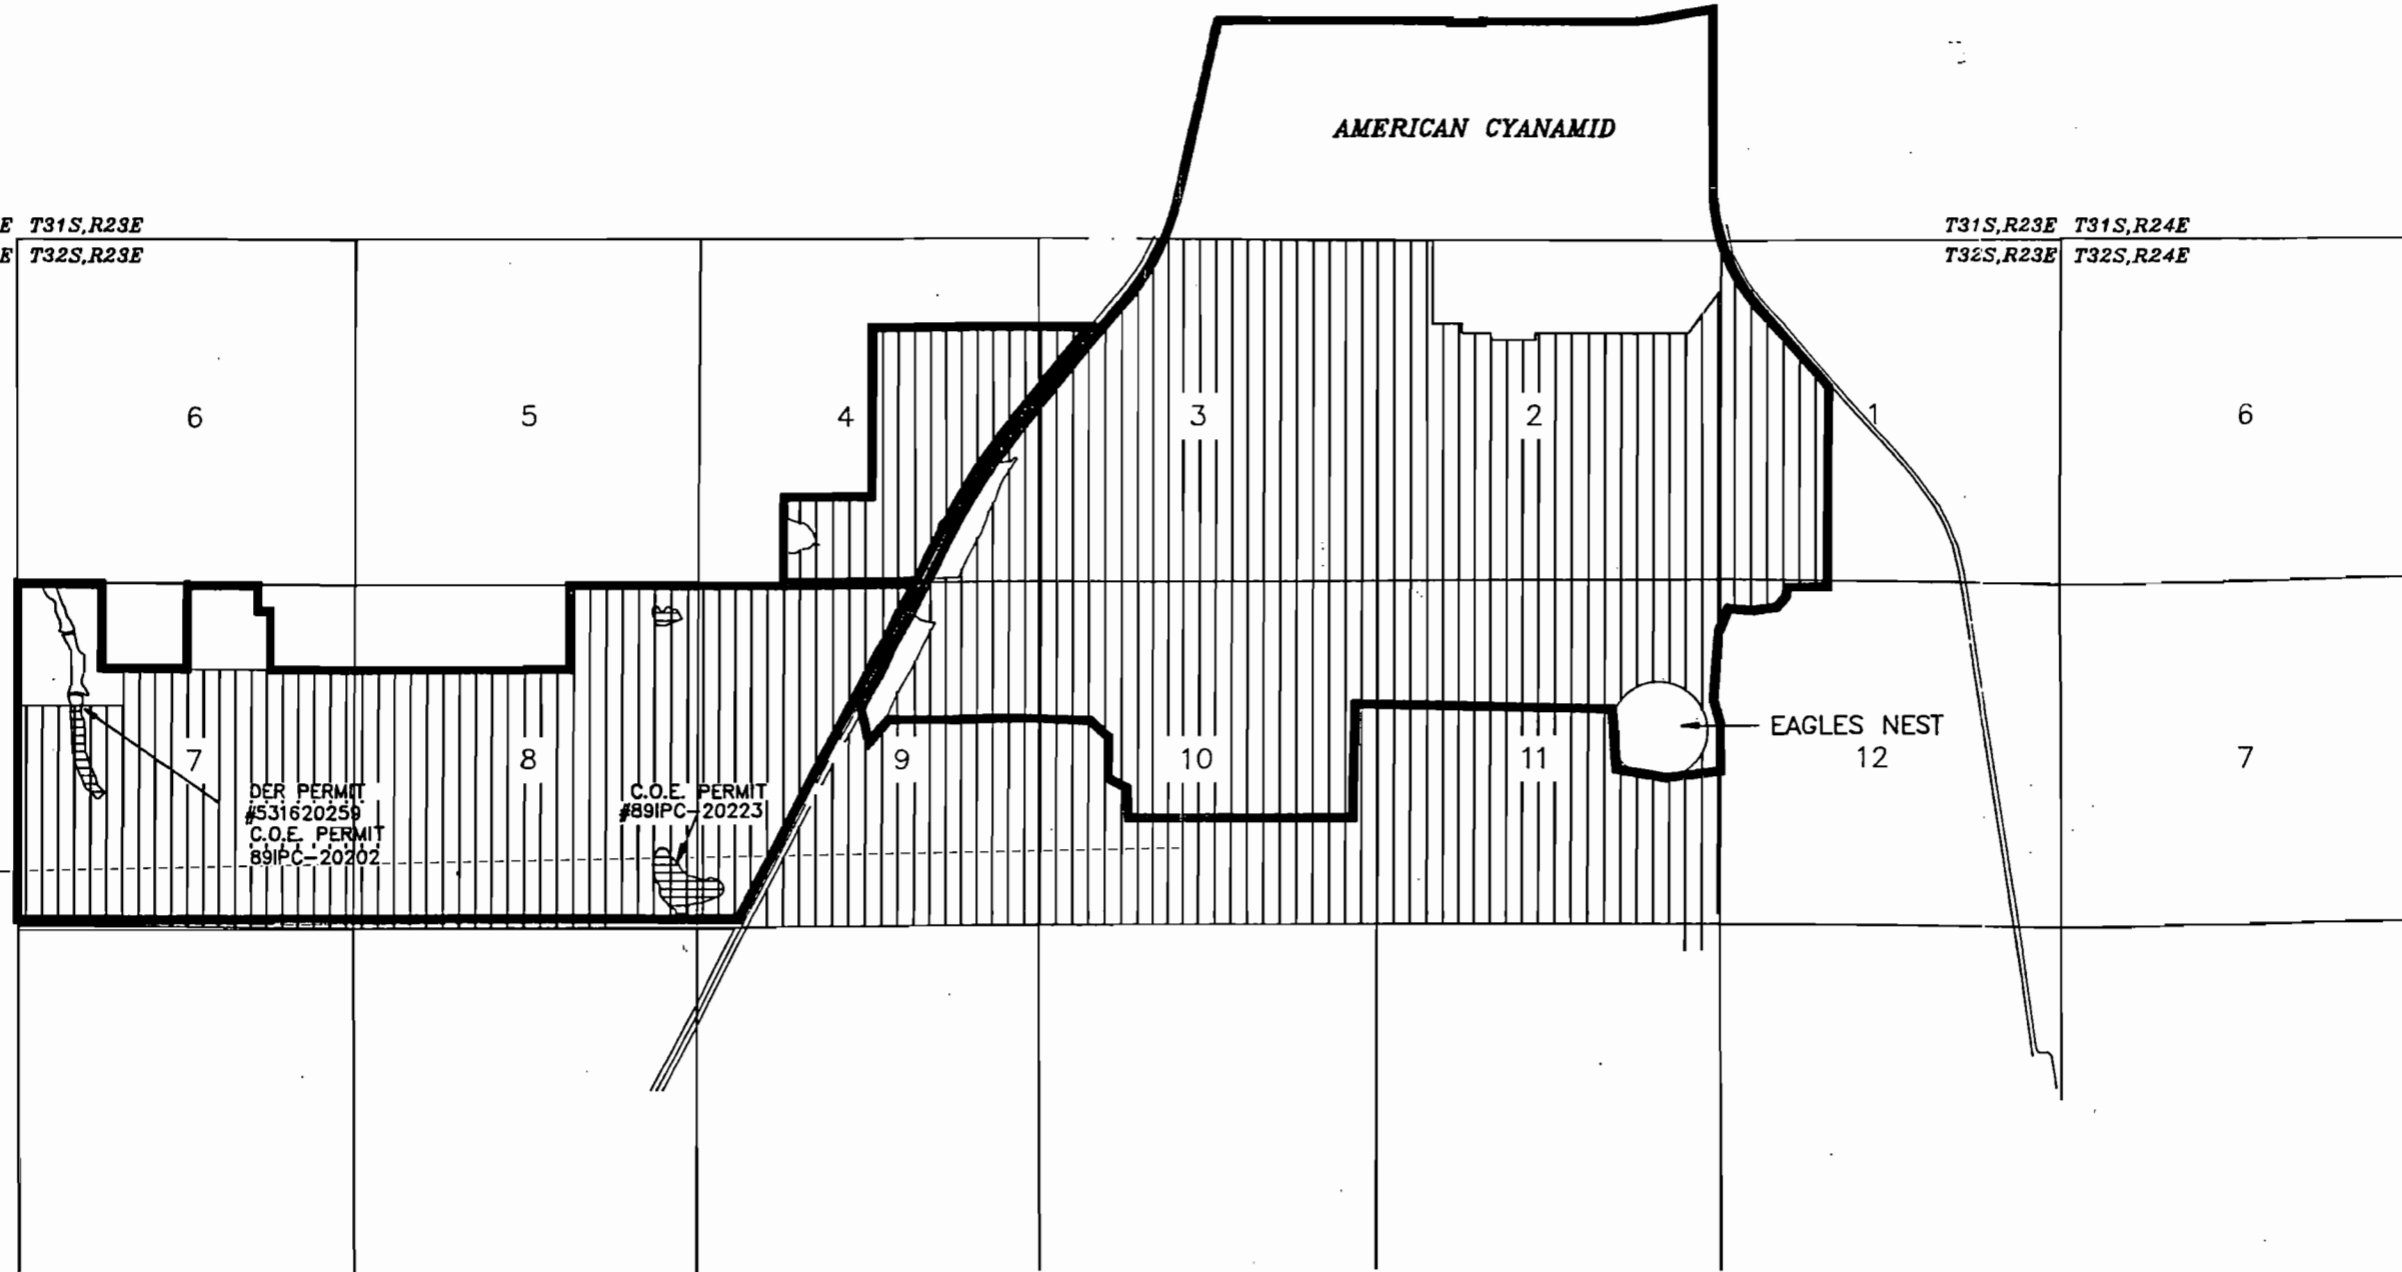 AMERICAN CYANAMID
E T31S,R23E
E T32S,R23E
T31S,R23E T31S,R24E
T32S,R23E T32S,R24E
6 5 4 3 2 1 6
EAGLES NEST
7 8 9 10 11 12 7
DER PERMIT
#531620259
C.O.E. PERMIT
89IPC-20202
C.O.E. PERMIT
#89IPC-20223